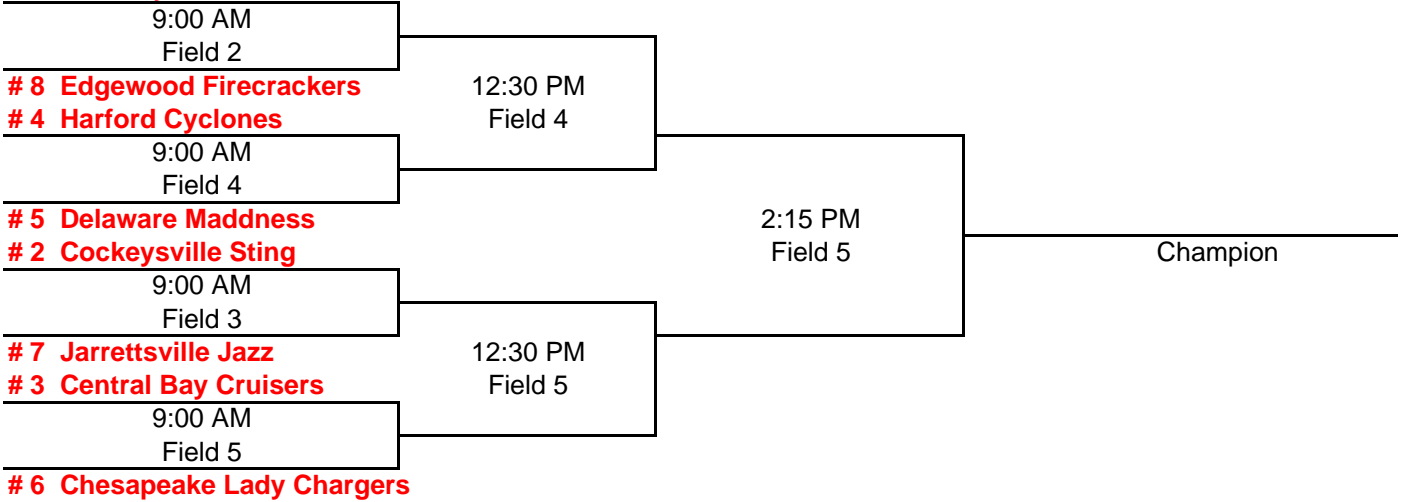 9:00 AM
Field 2
# 8 Edgewood Firecrackers
12:30 PM
# 4 Harford Cyclones
Field 4
9:00 AM
Field 4
# 5 Delaware Maddness
2:15 PM
# 2 Cockeysville Sting
Field 5
Champion
9:00 AM
Field 3
# 7 Jarrettsville Jazz
12:30 PM
# 3 Central Bay Cruisers
Field 5
9:00 AM
Field 5
# 6 Chesapeake Lady Chargers